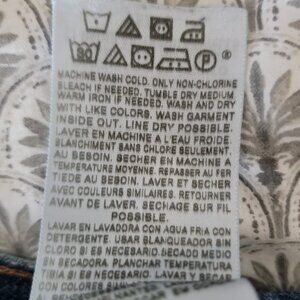 MACHINE WASH COLD. ONLY NON-CHLORINE
BLEACH IF NEEDED. TUMBLE DRY MEDIUM.
WARM IRON IF NEEDED. WASH AND DRY
WITH LIKE COLORS. WASH GARMENT
INSIDE OUT. LINE DRY POSSIBLE.
LAVER EN MACHINE A L'EAU FROIDE.
BLANCHIMENT SANS CHLORE SEULEMENT.
AU BESOIN. SECHER EN MACHINE A
TEMPERATURE MOYENNE. REPASSER AU FER
TIEDE AU BESOIN. LAVER ET SECHER
AVEC COULEURS SIMILAIRES. RETOURNER
AVANT DE LAVER. SECHAGE SUR FIL
POSSIBLE.
LAVAR EN LAVADORA CON AGUA FRIA CON
DETERGENTE. USAR BLANQUEADOR SIN
CLORO SI ES NECESARIO. SECADO MEDIO
EN SECADORA. PLANCHAR TEMPERATURA
TIBIA SI ES NECESARIO. LAVAR Y SECAR
CON